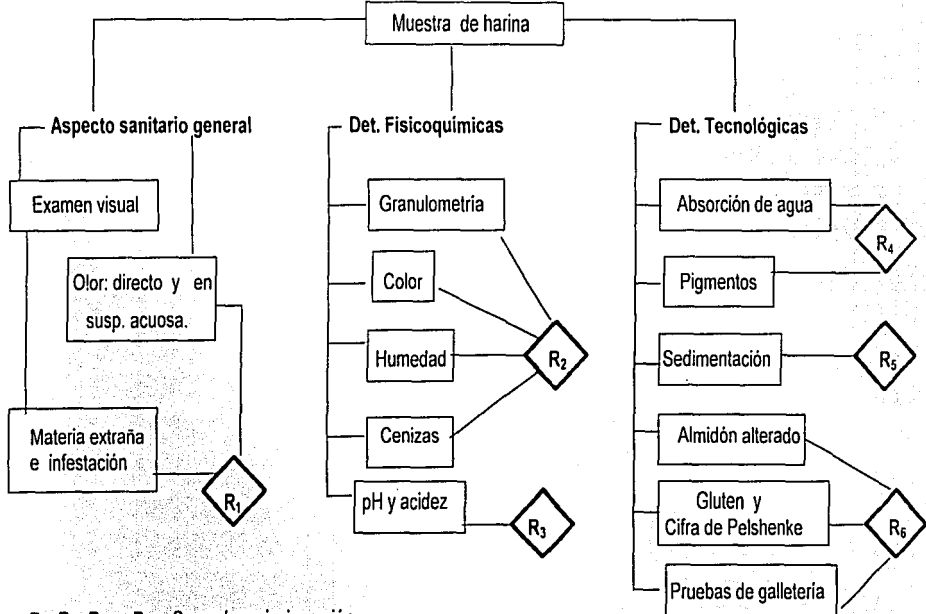 Muestra de harina
Aspecto sanitario general
Examen visual
Olor: directo y en
susp. acuosa.
Materia extraña
e infestación
R₁
Det. Fisicoquímicas
Granulometría
Color
Humedad
Cenizas
pH y acidez
R₂
R₃
Det. Tecnológicas
Absorción de agua
Pigmentos
Sedimentación
Almidón alterado
Gluten y
Cifra de Pelshenke
Pruebas de galletería
R₄
R₅
R₆